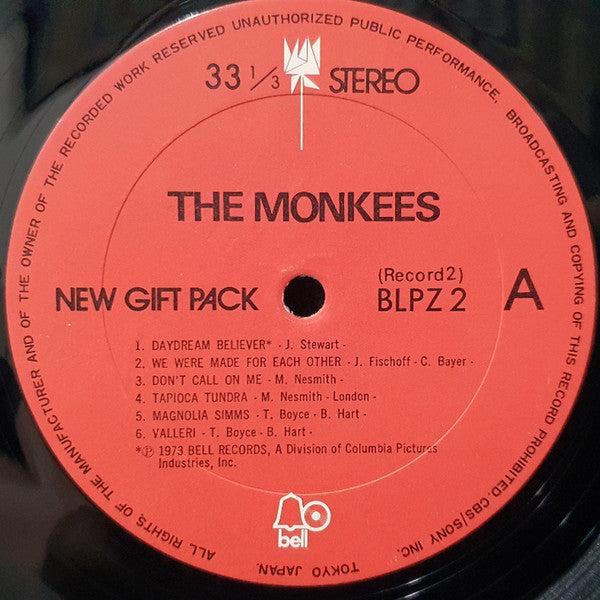 ALL RIGHTS OF THE MANUFACTURER AND OF THE OWNER OF THE RECORDED WORK RESERVED UNAUTHORIZED PUBLIC PERFORMANCE. BROADCASTING AND COPYING OF THIS RECORD PROHIBITED. CBS/SONY INC. TOKYO JAPAN.
33 1/3 STEREO
THE MONKEES
NEW GIFT PACK
(Record2)
BLPZ 2
A
1. DAYDREAM BELIEVER* - J. Stewart -
2. WE WERE MADE FOR EACH OTHER - J. Fischoff - C. Bayer -
3. DON'T CALL ON ME - M. Nesmith -
4. TAPIOCA TUNDRA - M. Nesmith - London -
5. MAGNOLIA SIMMS - T. Boyce - B. Hart -
6. VALLERI - T. Boyce - B. Hart -
*Ⓟ 1973 BELL RECORDS, A Division of Columbia Pictures
Industries, Inc.
bell